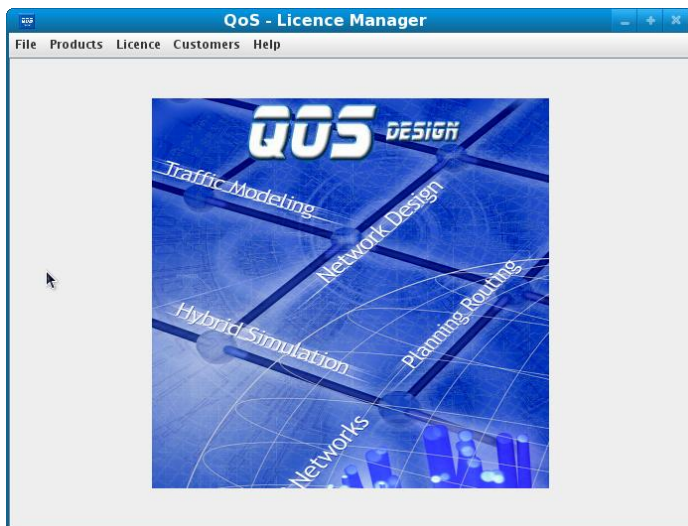 QoS - Licence Manager
File Products Licence Customers Help
QOS DESIGN
Traffic Modeling
Network Design
Planning Routing
Hybrid Simulation
Networks